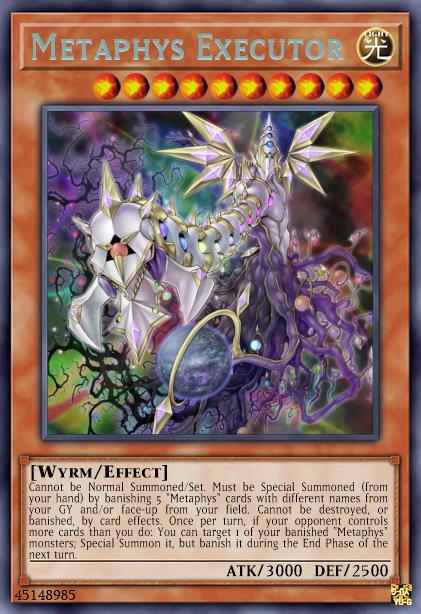 METAPHYS EXECUTOR
LIGHT
光
[WYRM/EFFECT]
Cannot be Normal Summoned/Set. Must be Special Summoned (from
your hand) by banishing 5 "Metaphys" cards with different names from
your GY and/or face-up from your field. Cannot be destroyed, or
banished, by card effects. Once per turn, if your opponent controls
more cards than you do: You can target 1 of your banished "Metaphys"
monsters; Special Summon it, but banish it during the End Phase of the
next turn.
ATK/3000 DEF/2500
45148985